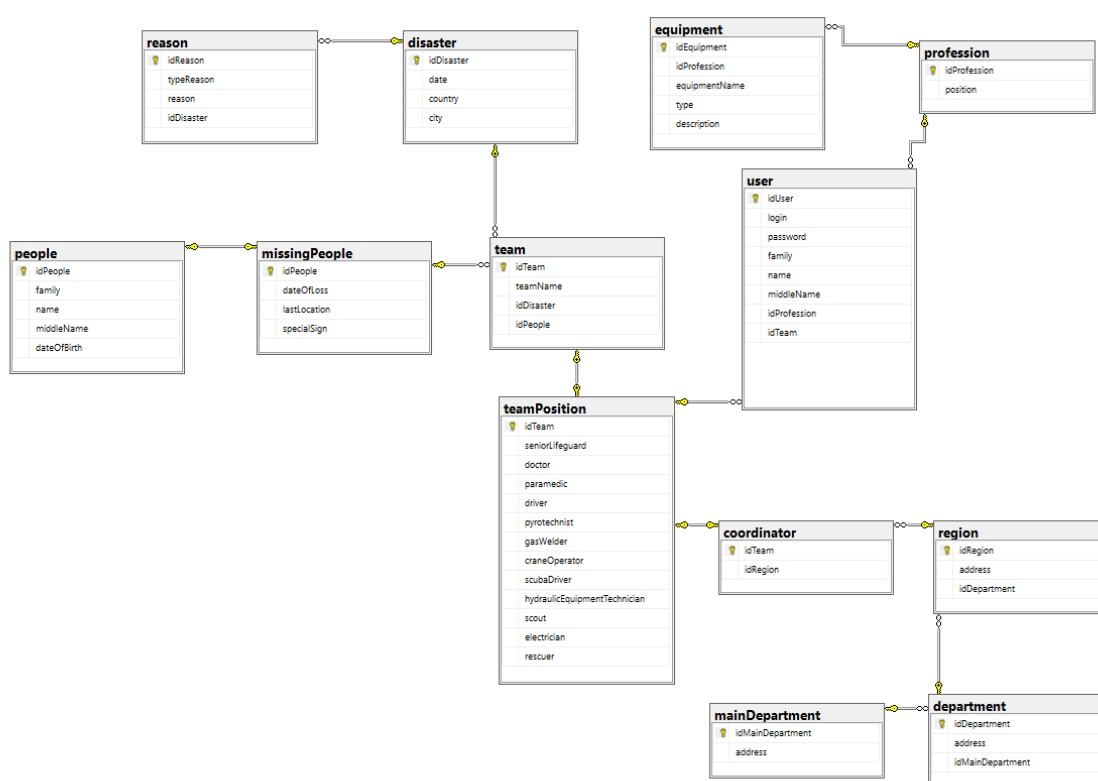 reason
idReason
typeReason
reason
idDisaster
disaster
idDisaster
date
country
city
equipment
idEquipment
idProfession
equipmentName
type
description
profession
idProfession
position
user
idUser
login
password
family
name
middleName
idProfession
idTeam
people
idPeople
family
name
middleName
dateOfBirth
missingPeople
idPeople
dateOfLoss
lastLocation
specialSign
team
idTeam
teamName
idDisaster
idPeople
teamPosition
idTeam
seniorLifeguard
doctor
paramedic
driver
pyrotechnist
gasWelder
craneOperator
scubaDriver
hydraulicEquipmentTechnician
scout
electrician
rescuer
coordinator
idTeam
idRegion
region
idRegion
address
idDepartment
mainDepartment
idMainDepartment
address
department
idDepartment
address
idMainDepartment